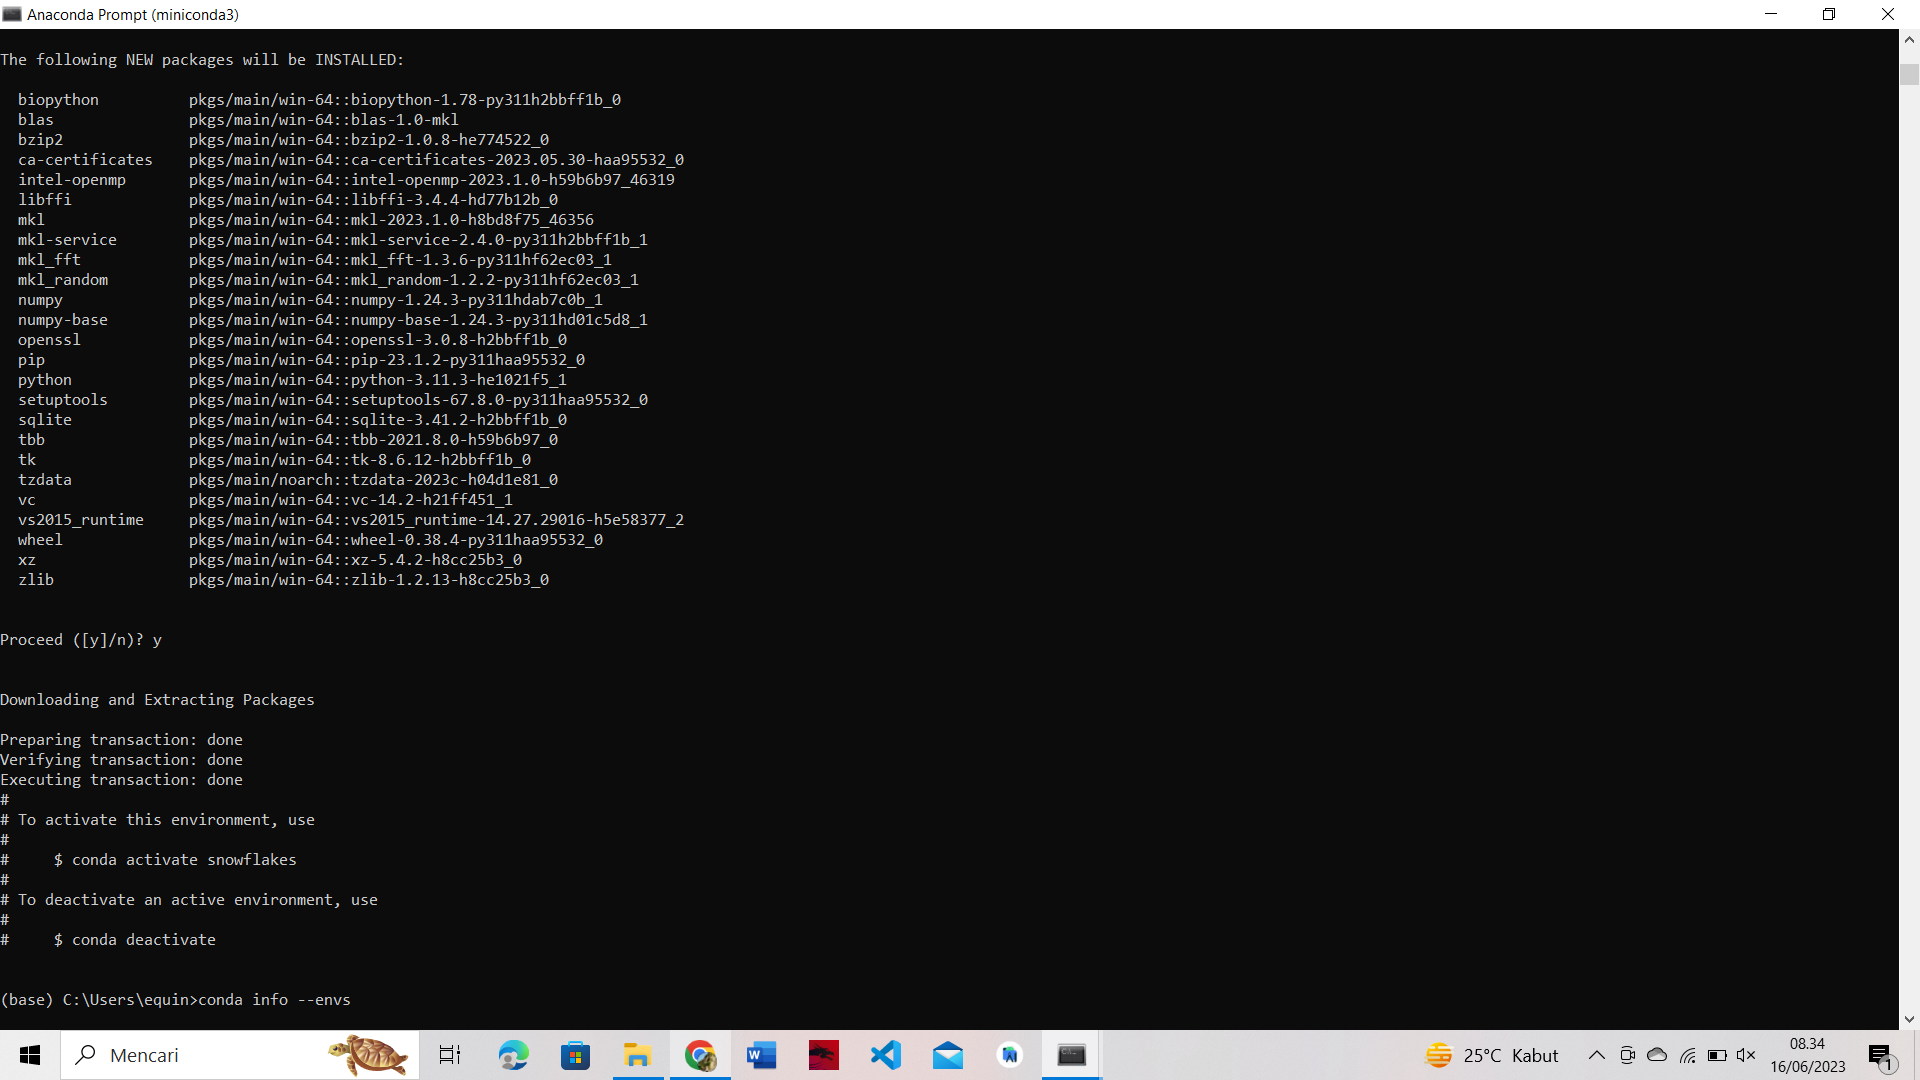 Anaconda Prompt (miniconda3)
The following NEW packages will be INSTALLED:
biopython pkgs/main/win-64::biopython-1.78-py311h2bbff1b_0
blas pkgs/main/win-64::blas-1.0-mkl
bzip2 pkgs/main/win-64::bzip2-1.0.8-he774522_0
ca-certificates pkgs/main/win-64::ca-certificates-2023.05.30-haa95532_0
intel-openmp pkgs/main/win-64::intel-openmp-2023.1.0-h59b6b97_46319
libffi pkgs/main/win-64::libffi-3.4.4-hd77b12b_0
mkl pkgs/main/win-64::mkl-2023.1.0-h8bd8f75_46356
mkl-service pkgs/main/win-64::mkl-service-2.4.0-py311h2bbff1b_1
mkl_fft pkgs/main/win-64::mkl_fft-1.3.6-py311hf62ec03_1
mkl_random pkgs/main/win-64::mkl_random-1.2.2-py311hf62ec03_1
numpy pkgs/main/win-64::numpy-1.24.3-py311hdab7c0b_1
numpy-base pkgs/main/win-64::numpy-base-1.24.3-py311hd01c5d8_1
openssl pkgs/main/win-64::openssl-3.0.8-h2bbff1b_0
pip pkgs/main/win-64::pip-23.1.2-py311haa95532_0
python pkgs/main/win-64::python-3.11.3-he1021f5_1
setuptools pkgs/main/win-64::setuptools-67.8.0-py311haa95532_0
sqlite pkgs/main/win-64::sqlite-3.41.2-h2bbff1b_0
tbb pkgs/main/win-64::tbb-2021.8.0-h59b6b97_0
tk pkgs/main/win-64::tk-8.6.12-h2bbff1b_0
tzdata pkgs/main/noarch::tzdata-2023c-h04d1e81_0
vc pkgs/main/win-64::vc-14.2-h21ff451_1
vs2015_runtime pkgs/main/win-64::vs2015_runtime-14.27.29016-h5e58377_2
wheel pkgs/main/win-64::wheel-0.38.4-py311haa95532_0
xz pkgs/main/win-64::xz-5.4.2-h8cc25b3_0
zlib pkgs/main/win-64::zlib-1.2.13-h8cc25b3_0
Proceed ([y]/n)? y
Downloading and Extracting Packages
Preparing transaction: done
Verifying transaction: done
Executing transaction: done
#
# To activate this environment, use
#
# $ conda activate snowflakes
#
# To deactivate an active environment, use
#
# $ conda deactivate
(base) C:\Users\equin>conda info --envs
Mencari
25°C Kabut
08.34
16/06/2023
1